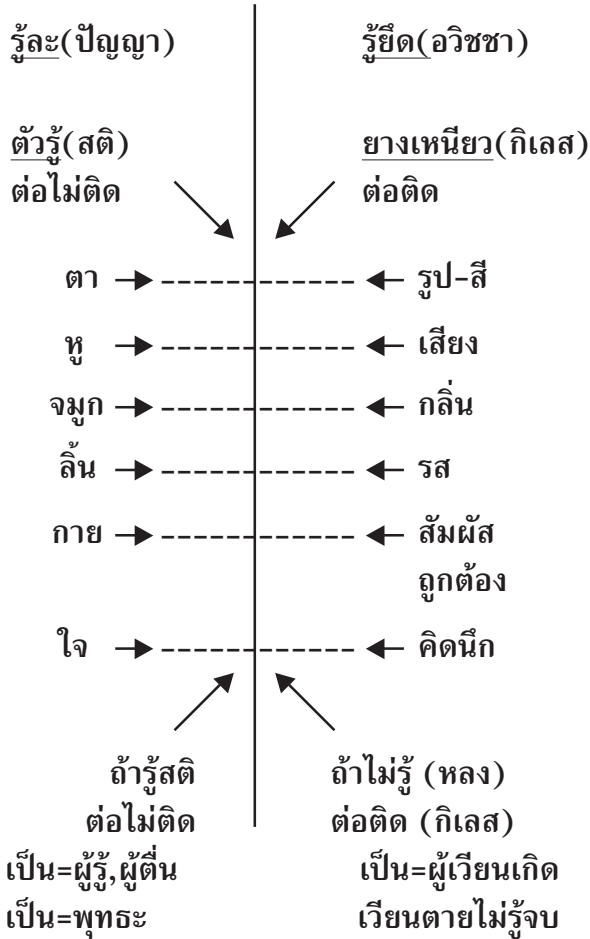 รู้ละ(ปัญญา) รู้ยึด(อวิชชา)
ตัวรู้(สติ) ยางเหนียว(กิเลส)
ต่อไม่ติด ต่อติด
ตา รูป-สี
หู เสียง
จมูก กลิ่น
ลิ้น รส
กาย สัมผัส
ถูกต้อง
ใจ คิดนึก
ถ้ารู้สติ ถ้าไม่รู้ (หลง)
ต่อไม่ติด ต่อติด (กิเลส)
เป็น=ผู้รู้,ผู้ตื่น เป็น=ผู้เวียนเกิด
เป็น=พุทธะ เวียนตายไม่รู้จบ